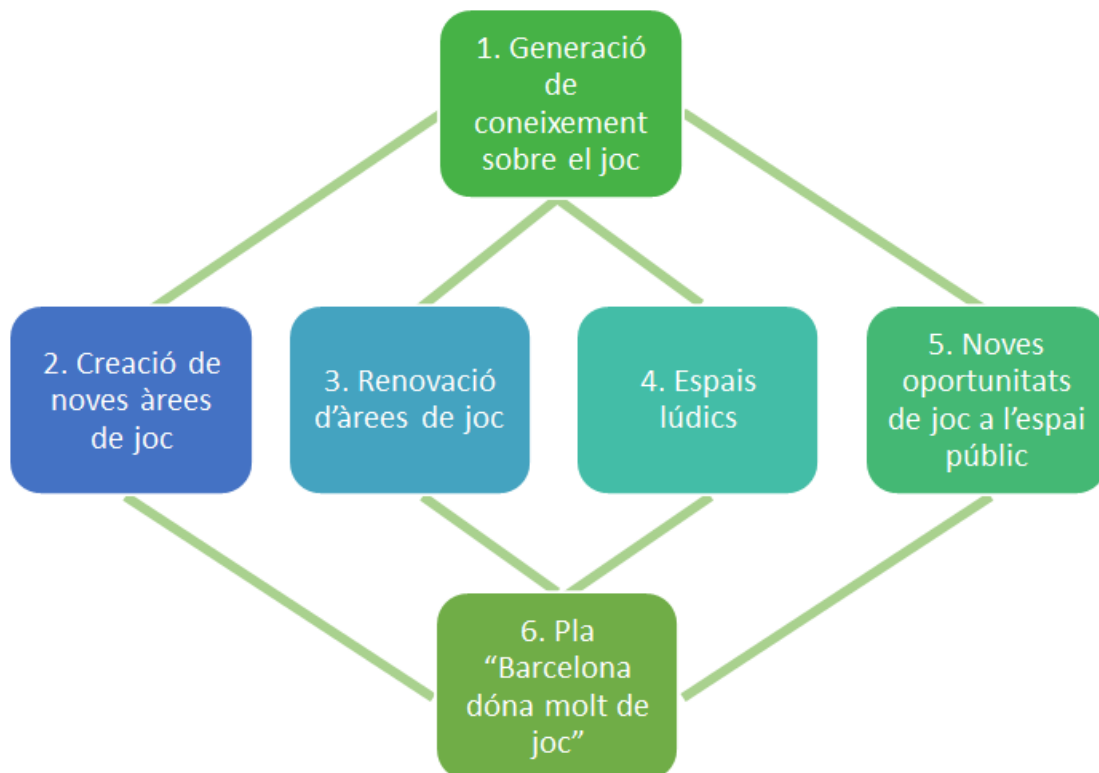 1. Generació
de
coneixement
sobre el joc
2. Creació de
noves àrees
de joc
3. Renovació
d’àrees de joc
4. Espais
lúdics
5. Noves
oportunitats
de joc a l’espai
públic
6. Pla
“Barcelona
dóna molt de
joc”